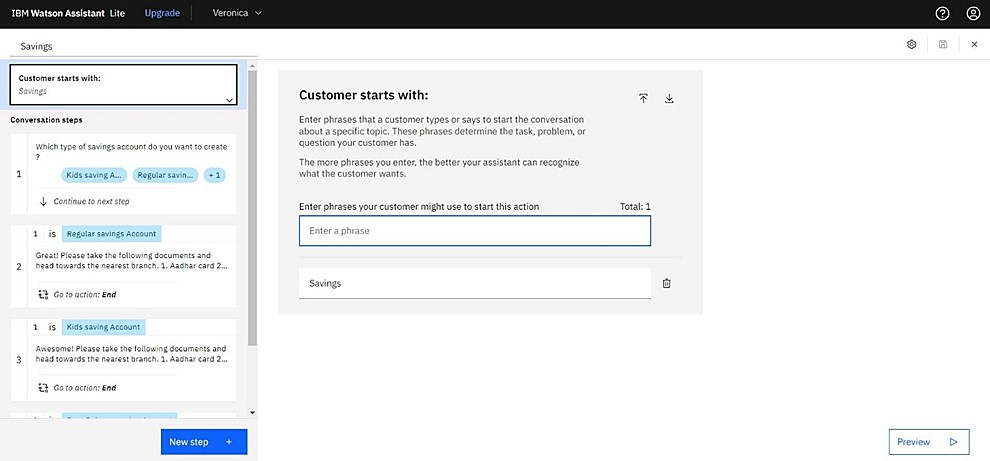 IBM Watson Assistant Lite Upgrade Veronica
Savings
Customer starts with:
Savings
Conversation steps
1
Which type of savings account do you want to create
?
Kids saving A... Regular savin... + 1
Continue to next step
2
1 is Regular savings Account
Great! Please take the following documents and
head towards the nearest branch. 1. Aadhar card 2...
Go to action: End
3
1 is Kids saving Account
Awesome! Please take the following documents and
head towards the nearest branch. 1. Aadhar card 2...
Go to action: End
New step +
Customer starts with:
Enter phrases that a customer types or says to start the conversation
about a specific topic. These phrases determine the task, problem, or
question your customer has.
The more phrases you enter, the better your assistant can recognize
what the customer wants.
Enter phrases your customer might use to start this action Total: 1
Enter a phrase
Savings
Preview